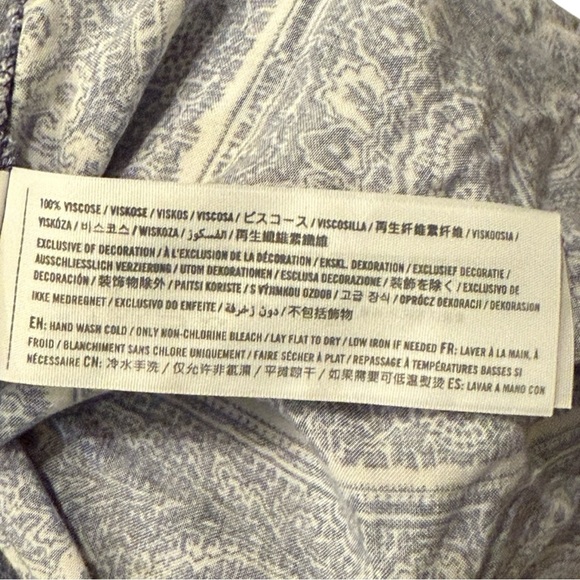 100% VISCOSE / VISKOSE / VISKOS / VISCOSA / ビスコース / VISCOSILLA / 再生纤维素纤维 / VISKOOSIA /
VISKÓZA / 비스코스 / WISKOZA / الفسكوز / 再生纖維素纖維
EXCLUSIVE OF DECORATION / À L'EXCLUSION DE LA DÉCORATION / EKSKL. DEKORATION / EXCLUSIEF DECORATIE /
AUSSCHLIESSLICH VERZIERUNG / UTOM DEKORATIONEN / ESCLUSA DECORAZIONE / 装飾を除く / EXCLUIVO DE
DECORACIÓN / 装饰物除外 / PAITSI KORISTE / S VÝJIMKOU OZDOB / 고급 장식 / OPRÓCZ DEKORACJI / DEKORASJON
IKKE MEDREGNET / EXCLUSIVO DO ENFEITE / دون زخرفة / 不包括飾物
EN: HAND WASH COLD / ONLY NON-CHLORINE BLEACH / LAY FLAT TO DRY / LOW IRON IF NEEDED FR: LAVER À LA MAIN, À
FROID / BLANCHIMENT SANS CHLORE UNIQUEMENT / FAIRE SÉCHER À PLAT / REPASSAGE À TEMPÉRATURES BASSES SI
NÉCESSAIRE CN: 冷水手洗 / 仅允许非氯漂 / 平摊晾干 / 如果需要可低温熨烫 ES: LAVAR A MANO CON